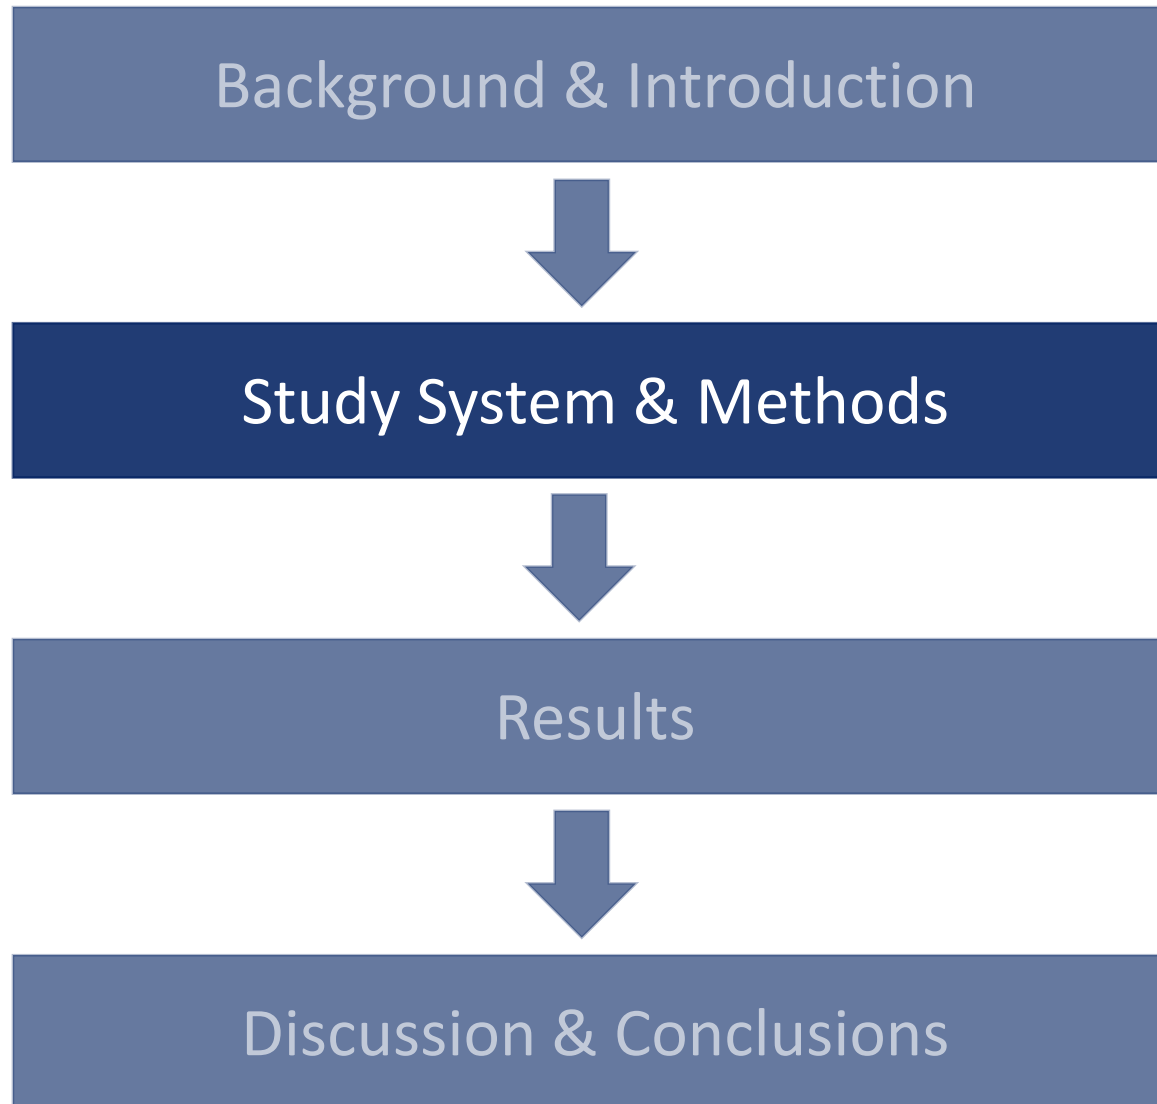 Background & Introduction
Study System & Methods
Results
Discussion & Conclusions